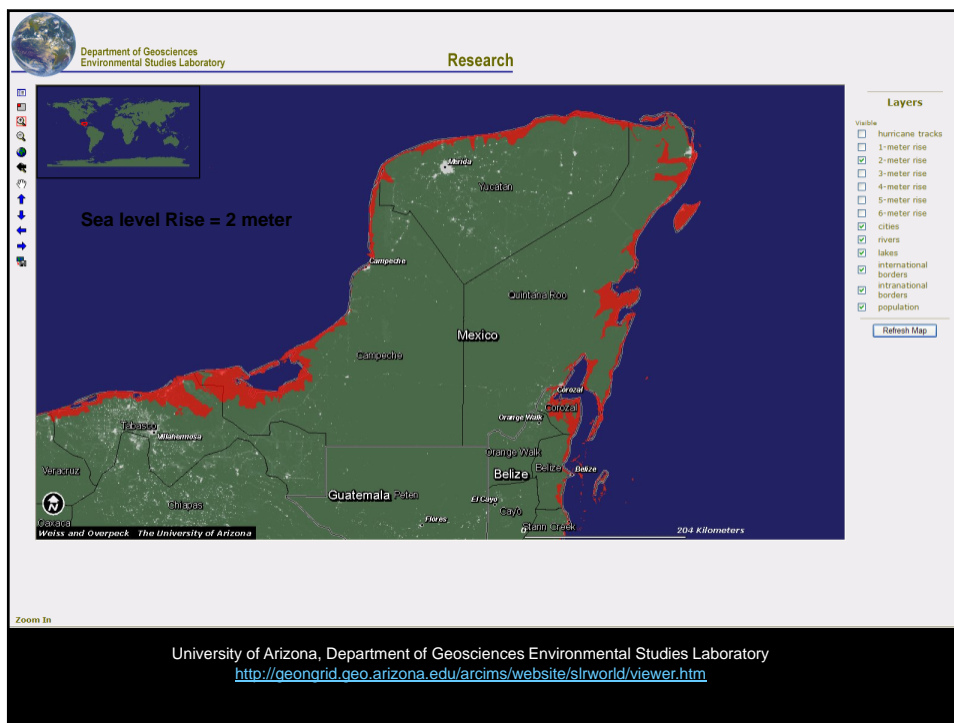 Department of Geosciences
Environmental Studies Laboratory
Research
Layers
Visible
hurricane tracks
1-meter rise
2-meter rise
3-meter rise
4-meter rise
5-meter rise
6-meter rise
cities
rivers
lakes
international
borders
intranational
borders
population
Refresh Map
Sea level Rise = 2 meter
Merida
Yucatan
Campeche
Quintana Roo
Mexico
Campeche
Corozal
Corozal
Orange Walk
Tabasco
Villahermosa
Orange Walk
Belize
Belize
Belize
Veracruz
Guatemala
Peten
El Cayo
Chiapas
Cayo
Flores
Stann Creek
Oaxaca
N
0
204 Kilometers
Weiss and Overpeck The University of Arizona
Zoom In
University of Arizona, Department of Geosciences Environmental Studies Laboratory
http://geongrid.geo.arizona.edu/arcims/website/slrworld/viewer.htm